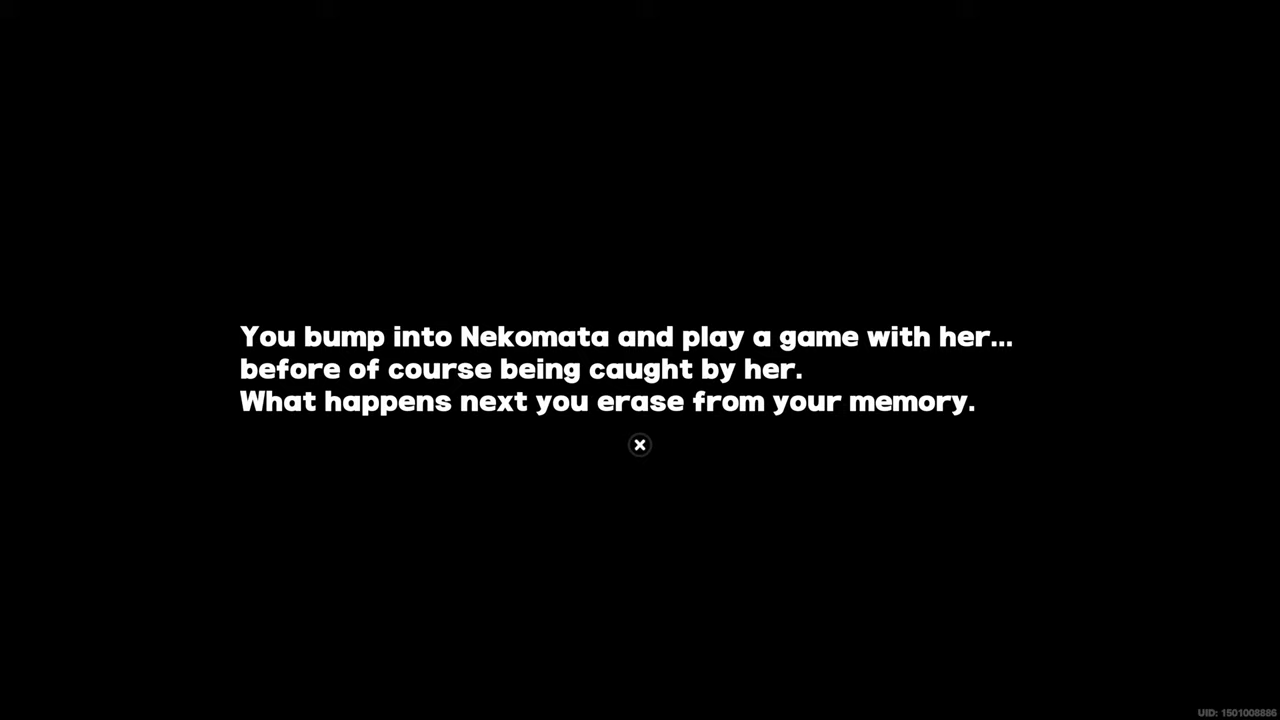 You bump into Nekomata and play a game with her...
before of course being caught by her.
What happens next you erase from your memory.
UID: 1501008886